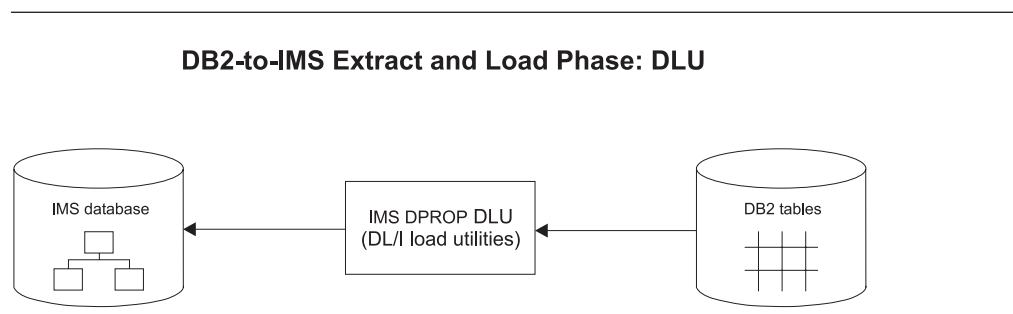 DB2-to-IMS Extract and Load Phase: DLU
IMS database
IMS DPROP DLU
(DL/I load utilities)
DB2 tables